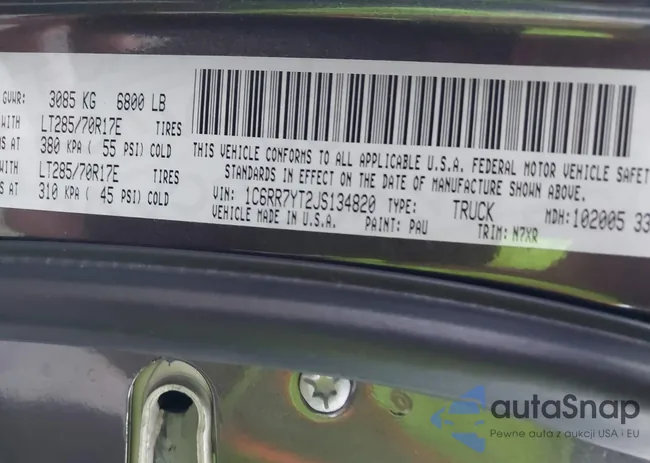 GVWR: 3085 KG 6800 LB
WITH LT285/70R17E TIRES
AT 380 KPA ( 55 PSI) COLD
WITH LT285/70R17E TIRES
AT 310 KPA ( 45 PSI) COLD
THIS VEHICLE CONFORMS TO ALL APPLICABLE U.S.A. FEDERAL MOTOR VEHICLE SAFET
STANDARDS IN EFFECT ON THE DATE OF MANUFACTURE SHOWN ABOVE.
VIN: 1C6RR7YT2JS134820 TYPE: TRUCK MDH:102005 33
VEHICLE MADE IN U.S.A. PAINT: PAU TRIM: N7XR
autaSnap
Pewne auta z aukcji USA i EU